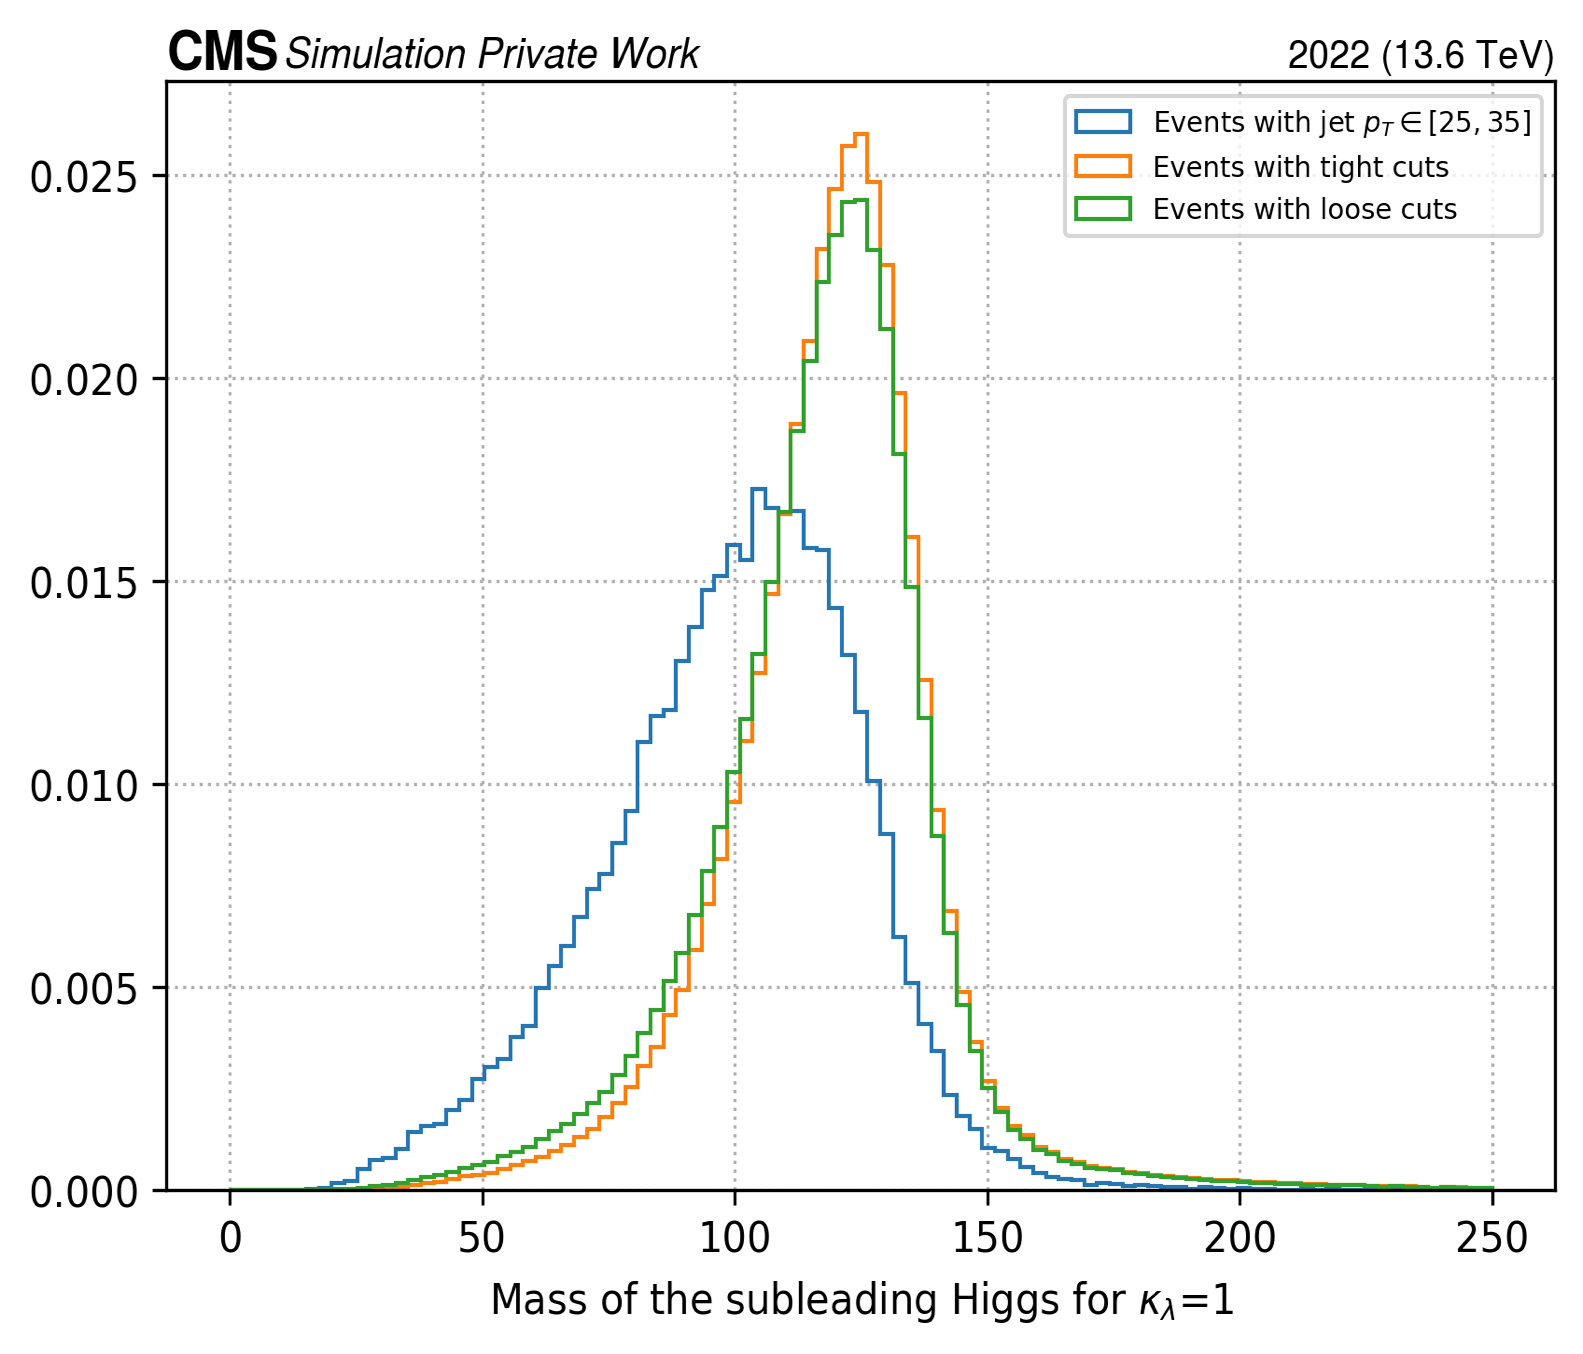 CMS Simulation Private Work 2022 (13.6 TeV)
Events with jet p_T ∈ [25, 35]
Events with tight cuts
Events with loose cuts
0.025
0.020
0.015
0.010
0.005
0.000
0 50 100 150 200 250
Mass of the subleading Higgs for κ_λ=1